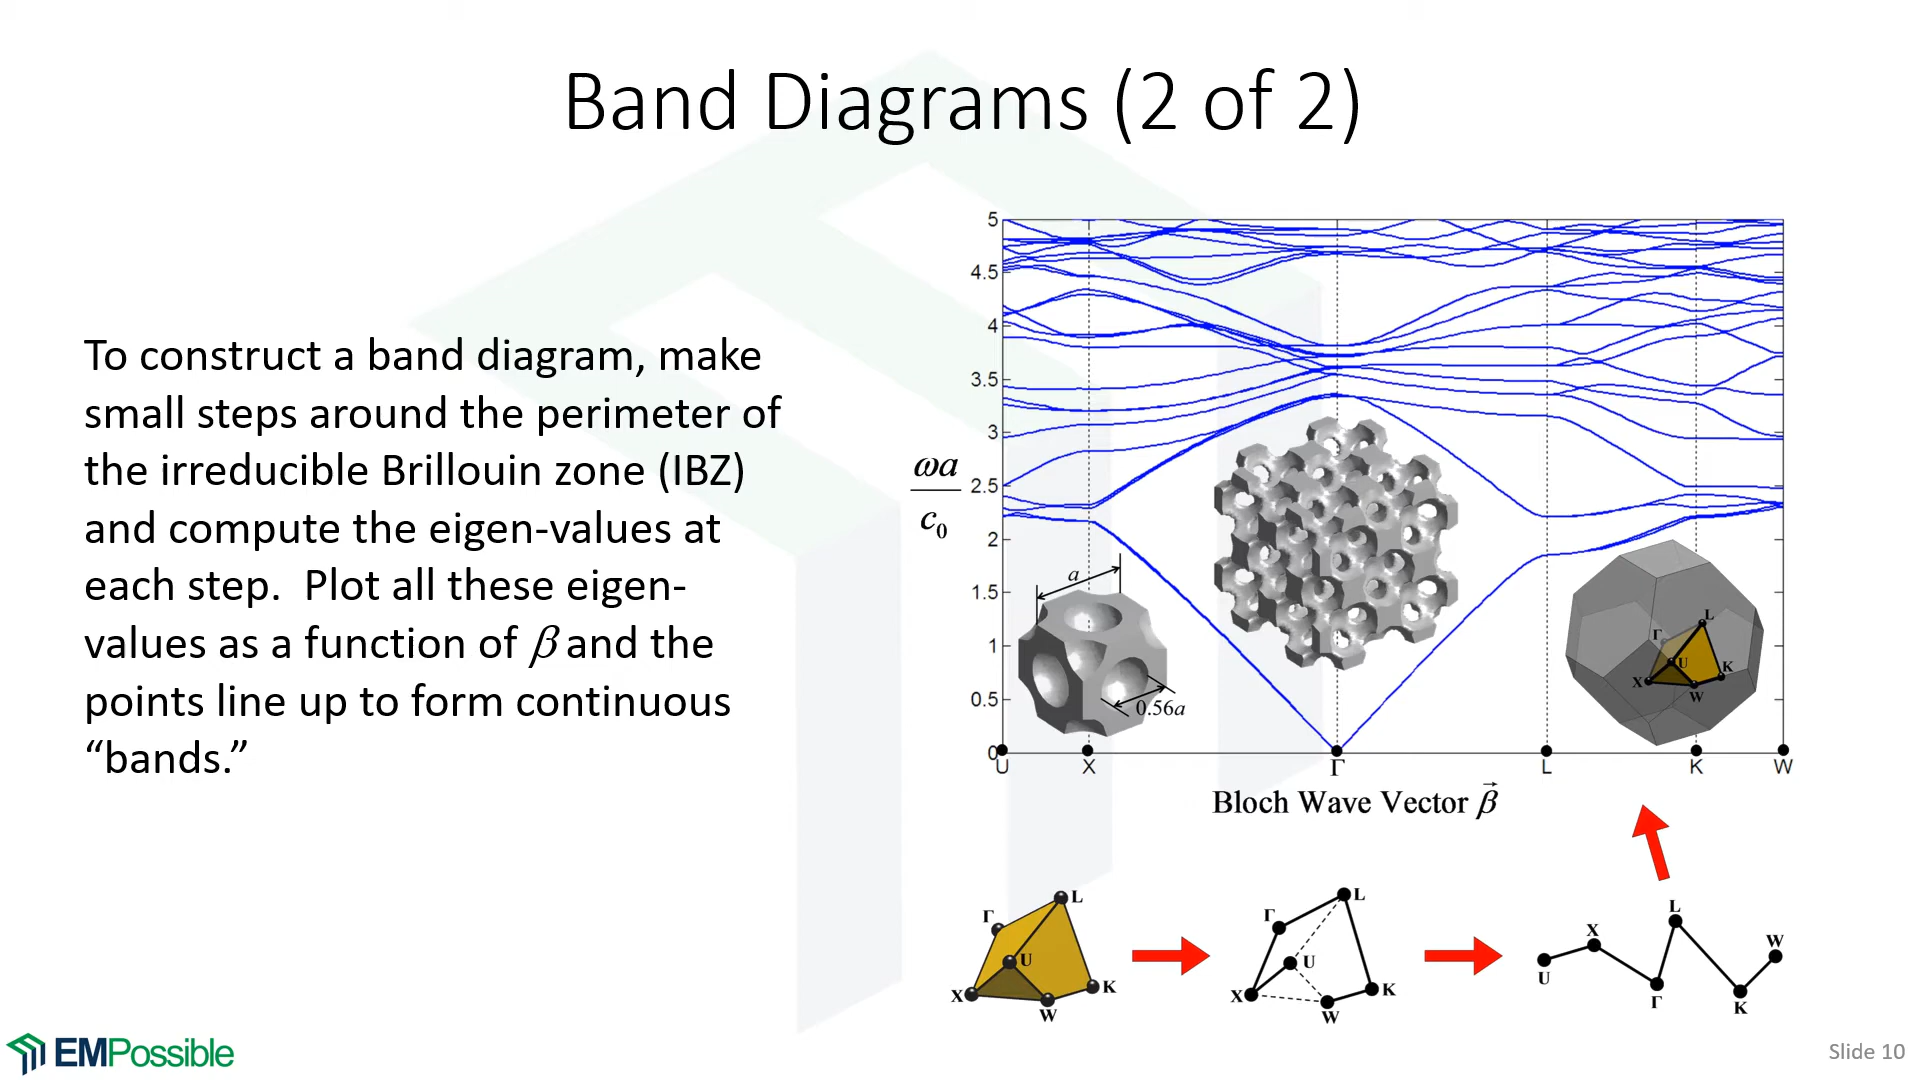 Band Diagrams (2 of 2)
To construct a band diagram, make
small steps around the perimeter of
the irreducible Brillouin zone (IBZ)
and compute the eigen-values at
each step.  Plot all these eigen-
values as a function of β and the
points line up to form continuous
“bands.”
ωa
c₀
5
4.5
4
3.5
3
2.5
2
1.5
1
0.5
0
a
0.56a
Γ
L
U
K
X
W
U
X
Γ
L
K
W
Bloch Wave Vector β⃗
Γ
L
U
X
W
K
Γ
L
U
X
W
K
U
X
Γ
L
K
W
EMPossible
Slide 10